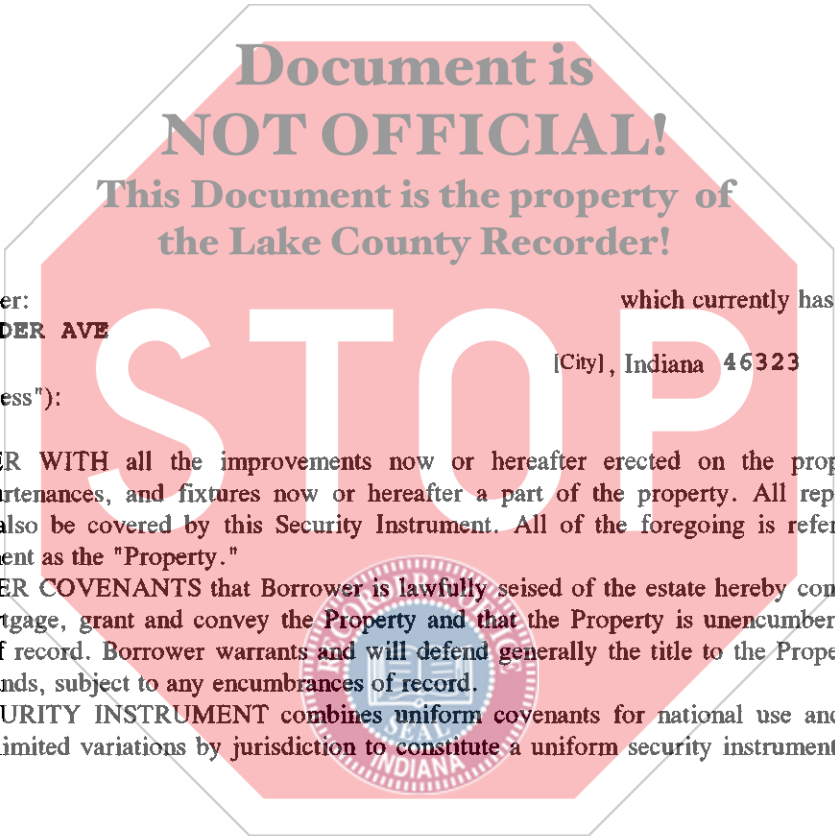 Document is
NOT OFFICIAL!
This Document is the property of
the Lake County Recorder!
er: which currently has
DER AVE
[City], Indiana 46323
ess"):
STOP
ER WITH all the improvements now or hereafter erected on the prop
rtenances, and fixtures now or hereafter a part of the property. All rep
also be covered by this Security Instrument. All of the foregoing is refer
ent as the "Property."
ER COVENANTS that Borrower is lawfully seised of the estate hereby con
tgage, grant and convey the Property and that the Property is unencumber
f record. Borrower warrants and will defend generally the title to the Prope
nds, subject to any encumbrances of record.
URITY INSTRUMENT combines uniform covenants for national use and
limited variations by jurisdiction to constitute a uniform security instrument
SEAL
INDIANA